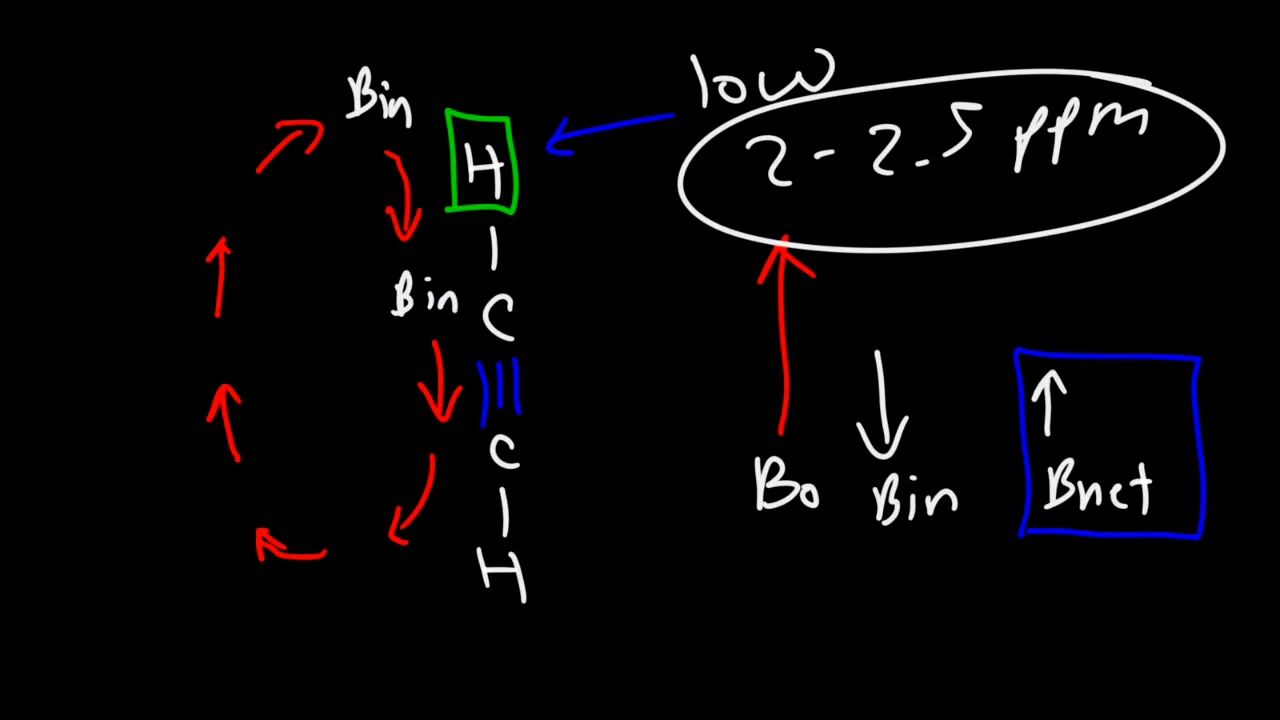 low
2-2.5 ppm
Bin
H
|
Bin C
≡
C
|
H
Bo Bin Bnet